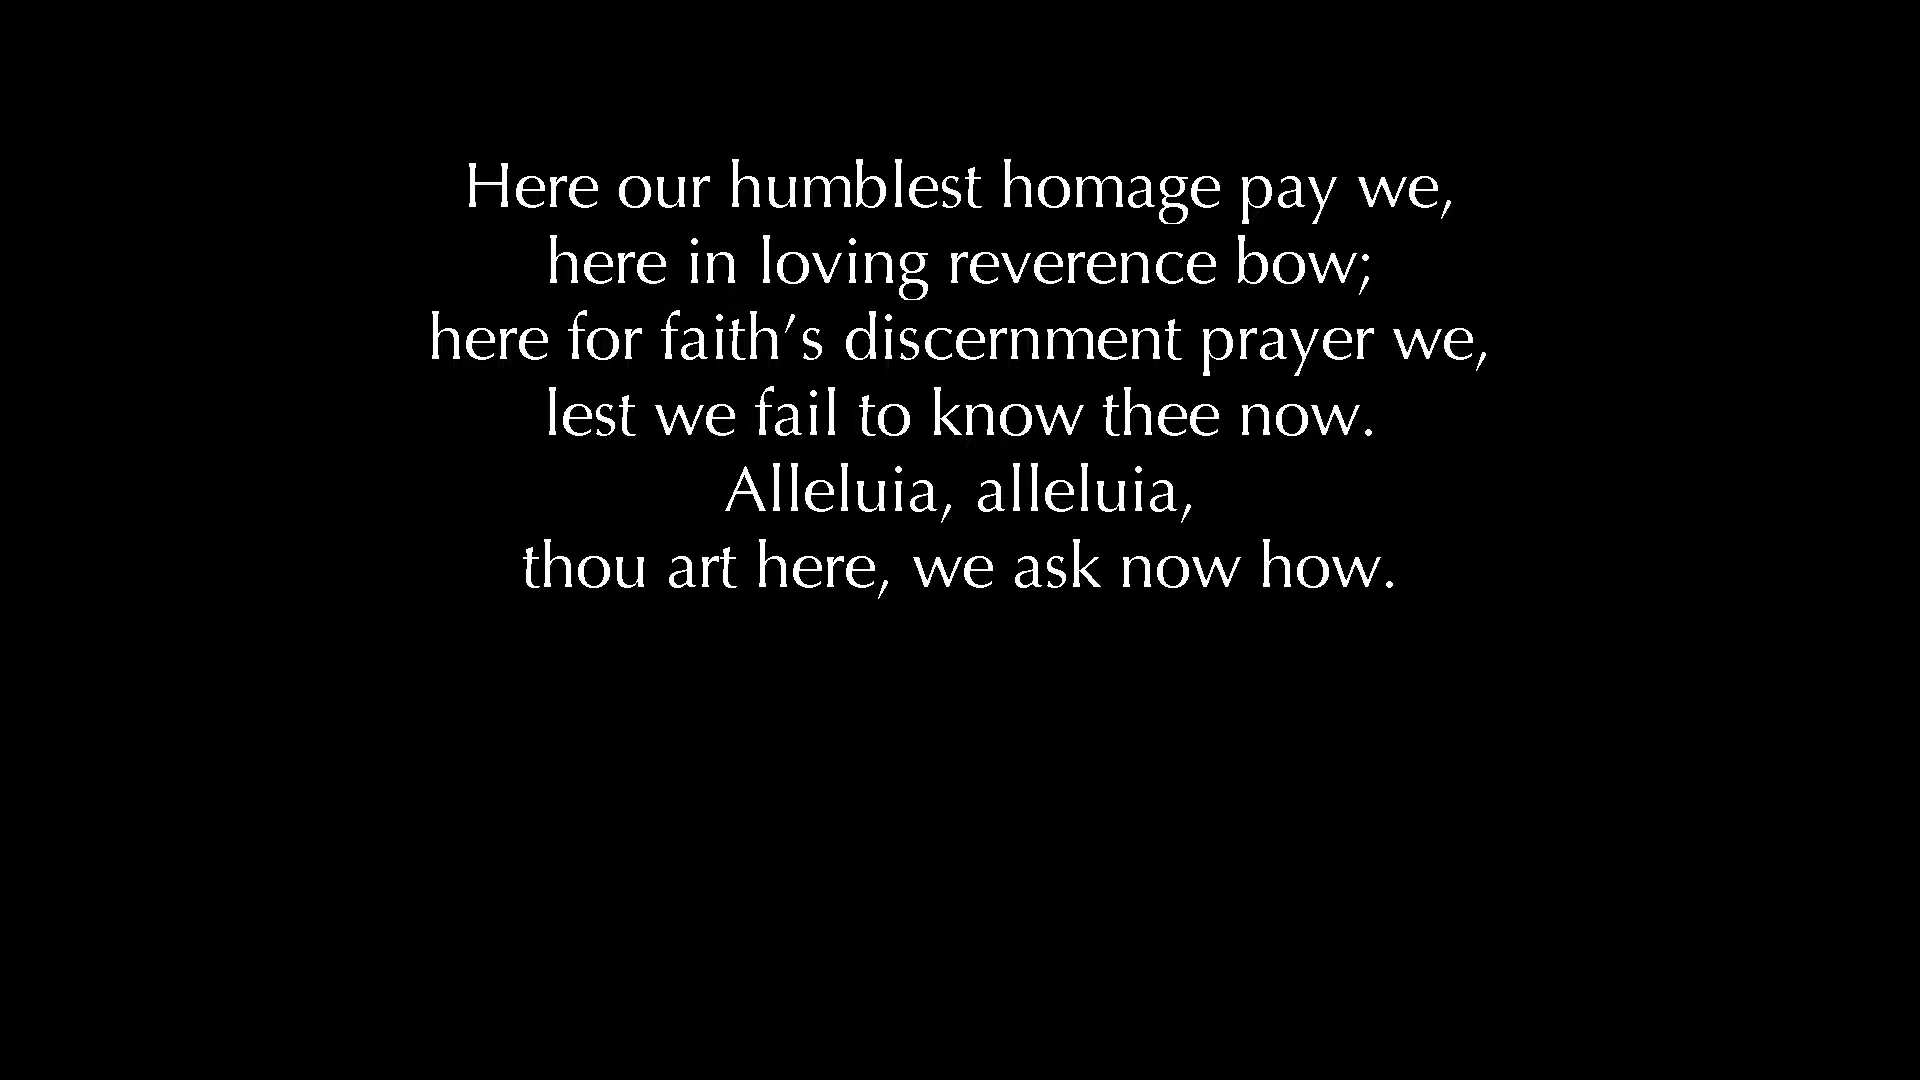 Here our humblest homage pay we,
here in loving reverence bow;
here for faith’s discernment prayer we,
lest we fail to know thee now.
Alleluia, alleluia,
thou art here, we ask now how.